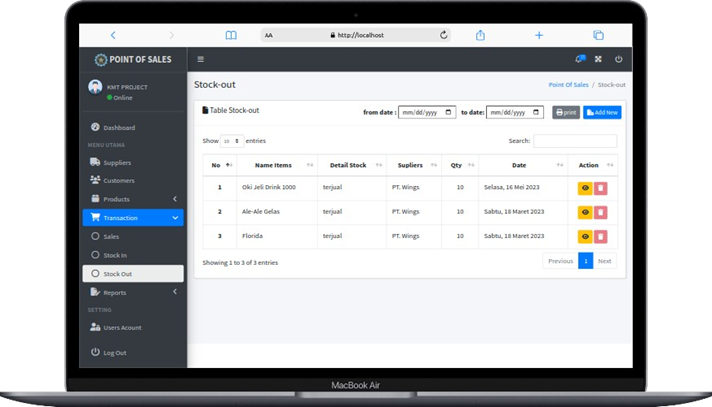 AA http://localhost
POINT OF SALES
KMT PROJECT
Online
Dashboard
MENU UTAMA
Suppliers
Customers
Products
Transaction
Sales
Stock In
Stock Out
Reports
SETTING
Users Acount
Log Out
Stock-out
Point Of Sales / Stock-out
Table Stock-out
from date : mm/dd/yyyy to date: mm/dd/yyyy print Add New
Show 10 entries Search:
No Name Items Detail Stock Supliers Qty Date Action
1 Oki Jeli Drink 1000 terjual PT. Wings 10 Selasa, 16 Mei 2023
2 Ale-Ale Gelas terjual PT. Wings 10 Sabtu, 18 Maret 2023
3 Florida terjual PT. Wings 10 Sabtu, 18 Maret 2023
Showing 1 to 3 of 3 entries
Previous 1 Next
MacBook Air